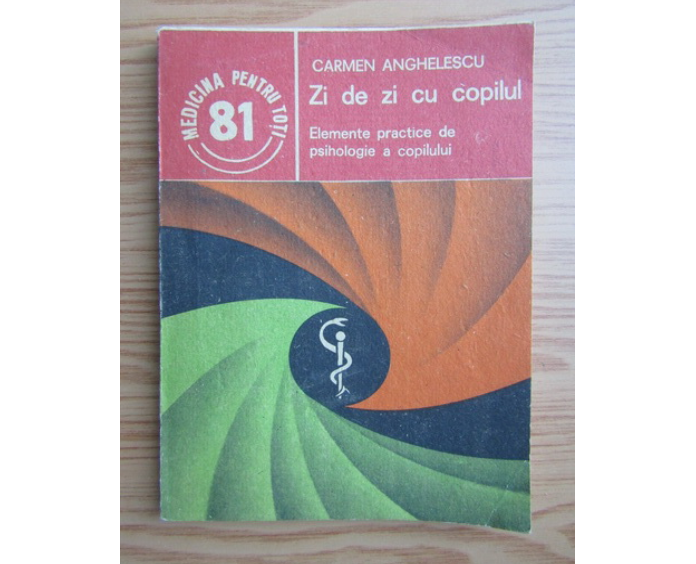 MEDICINA PENTRU TOȚI
81
CARMEN ANGHELESCU
Zi de zi cu copilul
Elemente practice de
psihologie a copilului